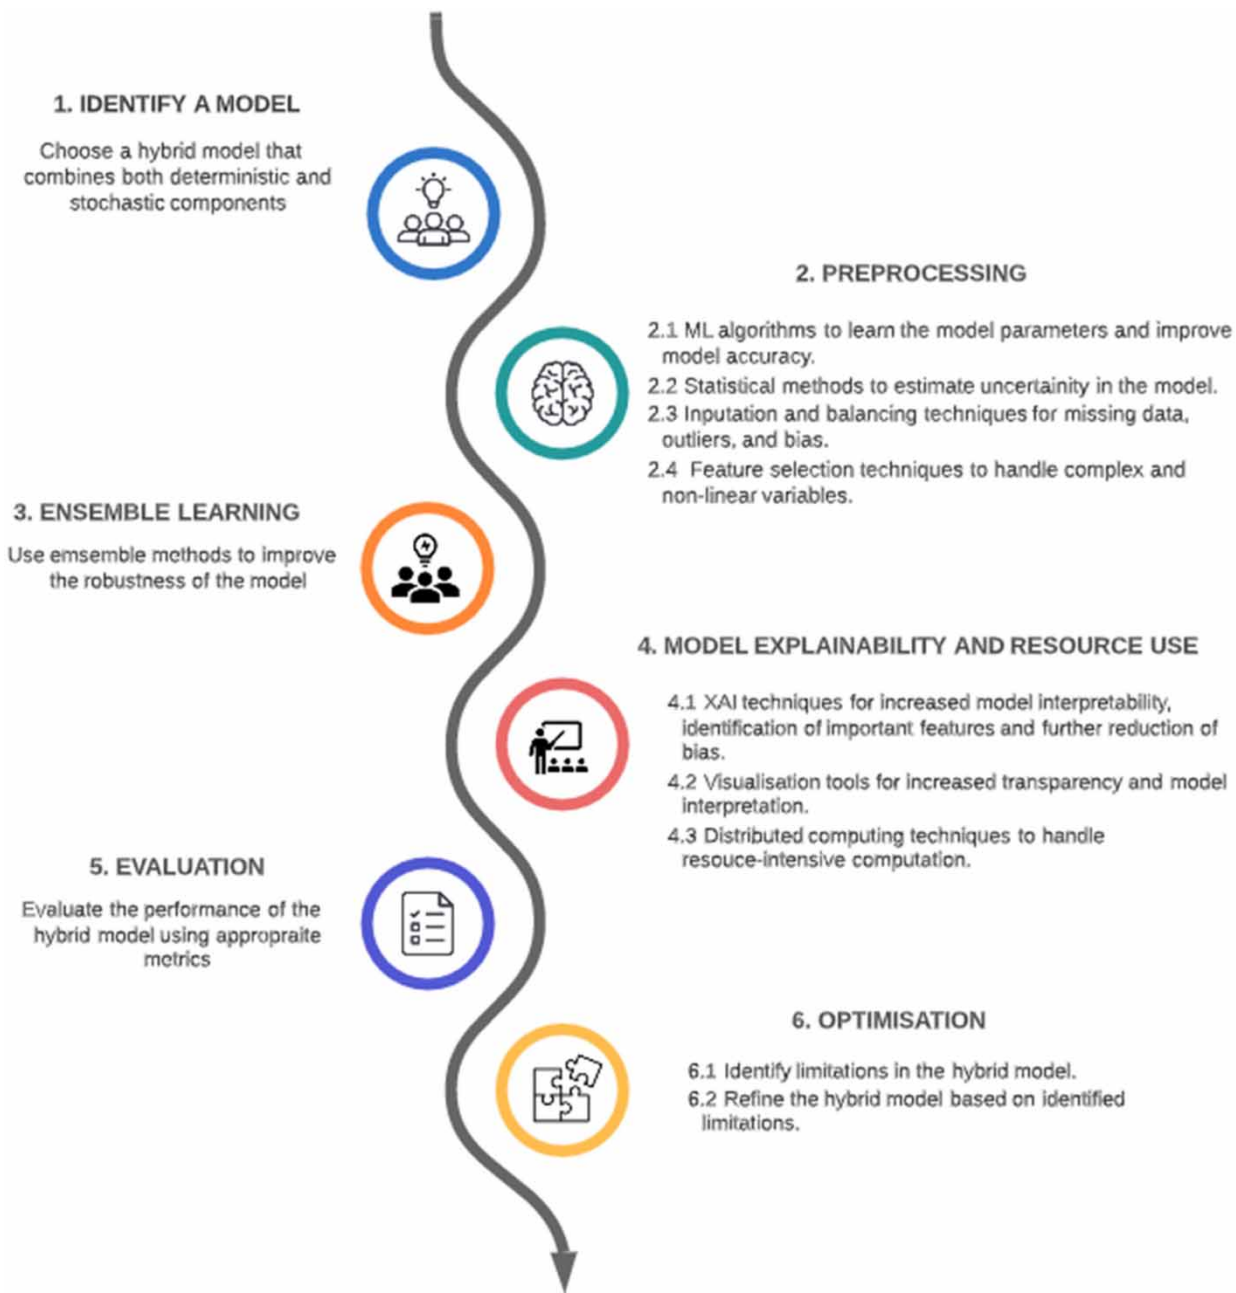 1. IDENTIFY A MODEL
Choose a hybrid model that
combines both deterministic and
stochastic components
2. PREPROCESSING
2.1 ML algorithms to learn the model parameters and improve
model accuracy.
2.2 Statistical methods to estimate uncertainity in the model.
2.3 Inputation and balancing techniques for missing data,
outliers, and bias.
2.4 Feature selection techniques to handle complex and
non-linear variables.
3. ENSEMBLE LEARNING
Use emsemble methods to improve
the robustness of the model
4. MODEL EXPLAINABILITY AND RESOURCE USE
4.1 XAI techniques for increased model interpretability,
identification of important features and further reduction of
bias.
4.2 Visualisation tools for increased transparency and model
interpretation.
4.3 Distributed computing techniques to handle
resouce-intensive computation.
5. EVALUATION
Evaluate the performance of the
hybrid model using appropraite
metrics
6. OPTIMISATION
6.1 Identify limitations in the hybrid model.
6.2 Refine the hybrid model based on identified
limitations.